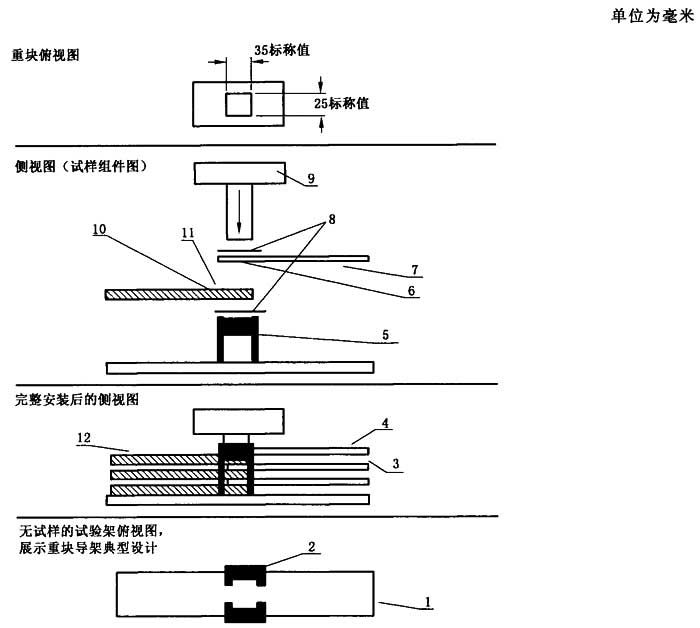 单位为毫米
重块俯视图
35标称值
25标称值
侧视图（试样组件图）
9
8
10
11
7
6
5
完整安装后的侧视图
4
12
3
无试样的试验架俯视图，
展示重块导架典型设计
2
1